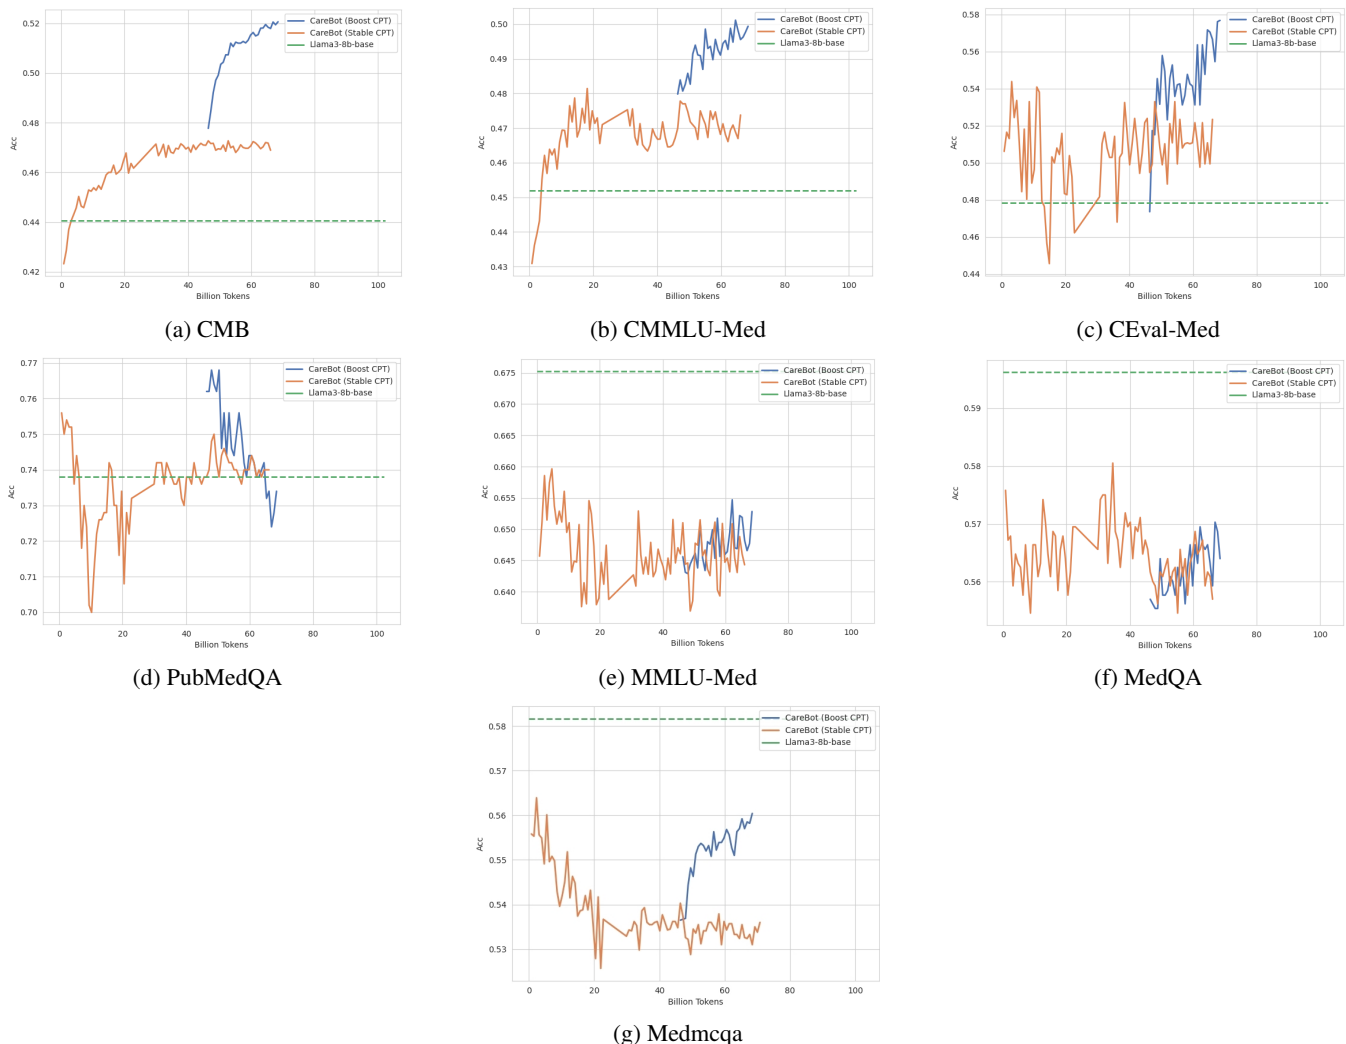 0.52
0.50
0.48
0.46
0.44
0.42
Acc
CareBot (Boost CPT)
CareBot (Stable CPT)
Llama3-8b-base
0 20 40 60 80 100
Billion Tokens
(a) CMB
0.50
0.49
0.48
0.47
0.46
0.45
0.44
0.43
Acc
CareBot (Boost CPT)
CareBot (Stable CPT)
Llama3-8b-base
0 20 40 60 80 100
Billion Tokens
(b) CMMLU-Med
0.58
0.56
0.54
0.52
0.50
0.48
0.46
0.44
Acc
CareBot (Boost CPT)
CareBot (Stable CPT)
Llama3-8b-base
0 20 40 60 80 100
Billion Tokens
(c) CEval-Med
0.77
0.76
0.75
0.74
0.73
0.72
0.71
0.70
Acc
CareBot (Boost CPT)
CareBot (Stable CPT)
Llama3-8b-base
0 20 40 60 80 100
Billion Tokens
(d) PubMedQA
0.675
0.670
0.665
0.660
0.655
0.650
0.645
0.640
Acc
CareBot (Boost CPT)
CareBot (Stable CPT)
Llama3-8b-base
0 20 40 60 80 100
Billion Tokens
(e) MMLU-Med
0.59
0.58
0.57
0.56
Acc
CareBot (Boost CPT)
CareBot (Stable CPT)
Llama3-8b-base
0 20 40 60 80 100
Billion Tokens
(f) MedQA
0.58
0.57
0.56
0.55
0.54
0.53
Acc
CareBot (Boost CPT)
CareBot (Stable CPT)
Llama3-8b-base
0 20 40 60 80 100
Billion Tokens
(g) Medmcqa